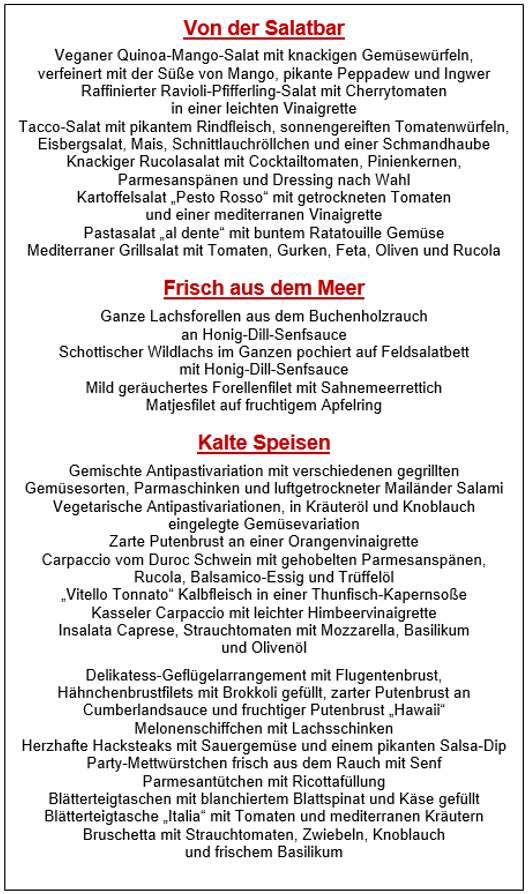 Von der Salatbar
Veganer Quinoa-Mango-Salat mit knackigen Gemüsewürfeln,
verfeinert mit der Süße von Mango, pikante Peppadew und Ingwer
Raffinierter Ravioli-Pfifferling-Salat mit Cherrytomaten
in einer leichten Vinaigrette
Tacco-Salat mit pikantem Rindfleisch, sonnengereiften Tomatenwürfeln,
Eisbergsalat, Mais, Schnittlauchröllchen und einer Schmandhaube
Knackiger Rucolasalat mit Cocktailtomaten, Pinienkernen,
Parmesanspänen und Dressing nach Wahl
Kartoffelsalat „Pesto Rosso“ mit getrockneten Tomaten
und einer mediterranen Vinaigrette
Pastasalat „al dente“ mit buntem Ratatouille Gemüse
Mediterraner Grillsalat mit Tomaten, Gurken, Feta, Oliven und Rucola
Frisch aus dem Meer
Ganze Lachsforellen aus dem Buchenholzrauch
an Honig-Dill-Senfsauce
Schottischer Wildlachs im Ganzen pochiert auf Feldsalatbett
mit Honig-Dill-Senfsauce
Mild geräuchertes Forellenfilet mit Sahnemeerrettich
Matjesfilet auf fruchtigem Apfelring
Kalte Speisen
Gemischte Antipastivariation mit verschiedenen gegrillten
Gemüsesorten, Parmaschinken und luftgetrockneter Mailänder Salami
Vegetarische Antipastivariationen, in Kräuteröl und Knoblauch
eingelegte Gemüsevariation
Zarte Putenbrust an einer Orangenvinaigrette
Carpaccio vom Duroc Schwein mit gehobelten Parmesanspänen,
Rucola, Balsamico-Essig und Trüffelöl
„Vitello Tonnato“ Kalbfleisch in einer Thunfisch-Kapernsoße
Kasseler Carpaccio mit leichter Himbeervinaigrette
Insalata Caprese, Strauchtomaten mit Mozzarella, Basilikum
und Olivenöl
Delikatess-Geflügelarrangement mit Flugentenbrust,
Hähnchenbrustfilets mit Brokkoli gefüllt, zarter Putenbrust an
Cumberlandsauce und fruchtiger Putenbrust „Hawaii“
Melonenschiffchen mit Lachsschinken
Herzhafte Hacksteaks mit Sauergemüse und einem pikanten Salsa-Dip
Party-Mettwürstchen frisch aus dem Rauch mit Senf
Parmesantütchen mit Ricottafüllung
Blätterteigtaschen mit blanchiertem Blattspinat und Käse gefüllt
Blätterteigtasche „Italia“ mit Tomaten und mediterranen Kräutern
Bruschetta mit Strauchtomaten, Zwiebeln, Knoblauch
und frischem Basilikum